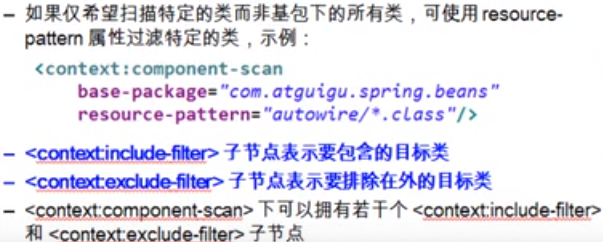 – 如果仅希望扫描特定的类而非基包下的所有类，可使用 resource-
pattern 属性过滤特定的类，示例：
<context:component-scan
base-package="com.atguigu.spring.beans"
resource-pattern="autowire/*.class"/>
– <context:include-filter> 子节点表示要包含的目标类
– <context:exclude-filter> 子节点表示要排除在外的目标类
– <context:component-scan> 下可以拥有若干个 <context:include-filter>
和 <context:exclude-filter> 子节点